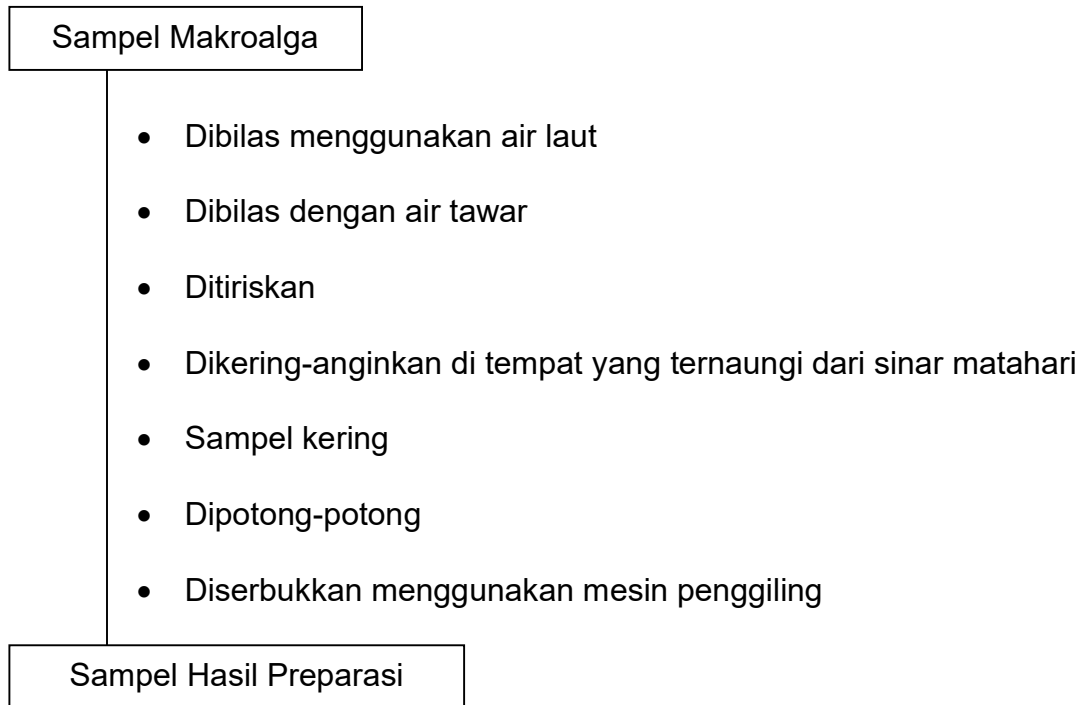 Sampel Makroalga
• Dibilas menggunakan air laut
• Dibilas dengan air tawar
• Ditiriskan
• Dikering-anginkan di tempat yang ternaungi dari sinar matahari
• Sampel kering
• Dipotong-potong
• Diserbukkan menggunakan mesin penggiling
Sampel Hasil Preparasi